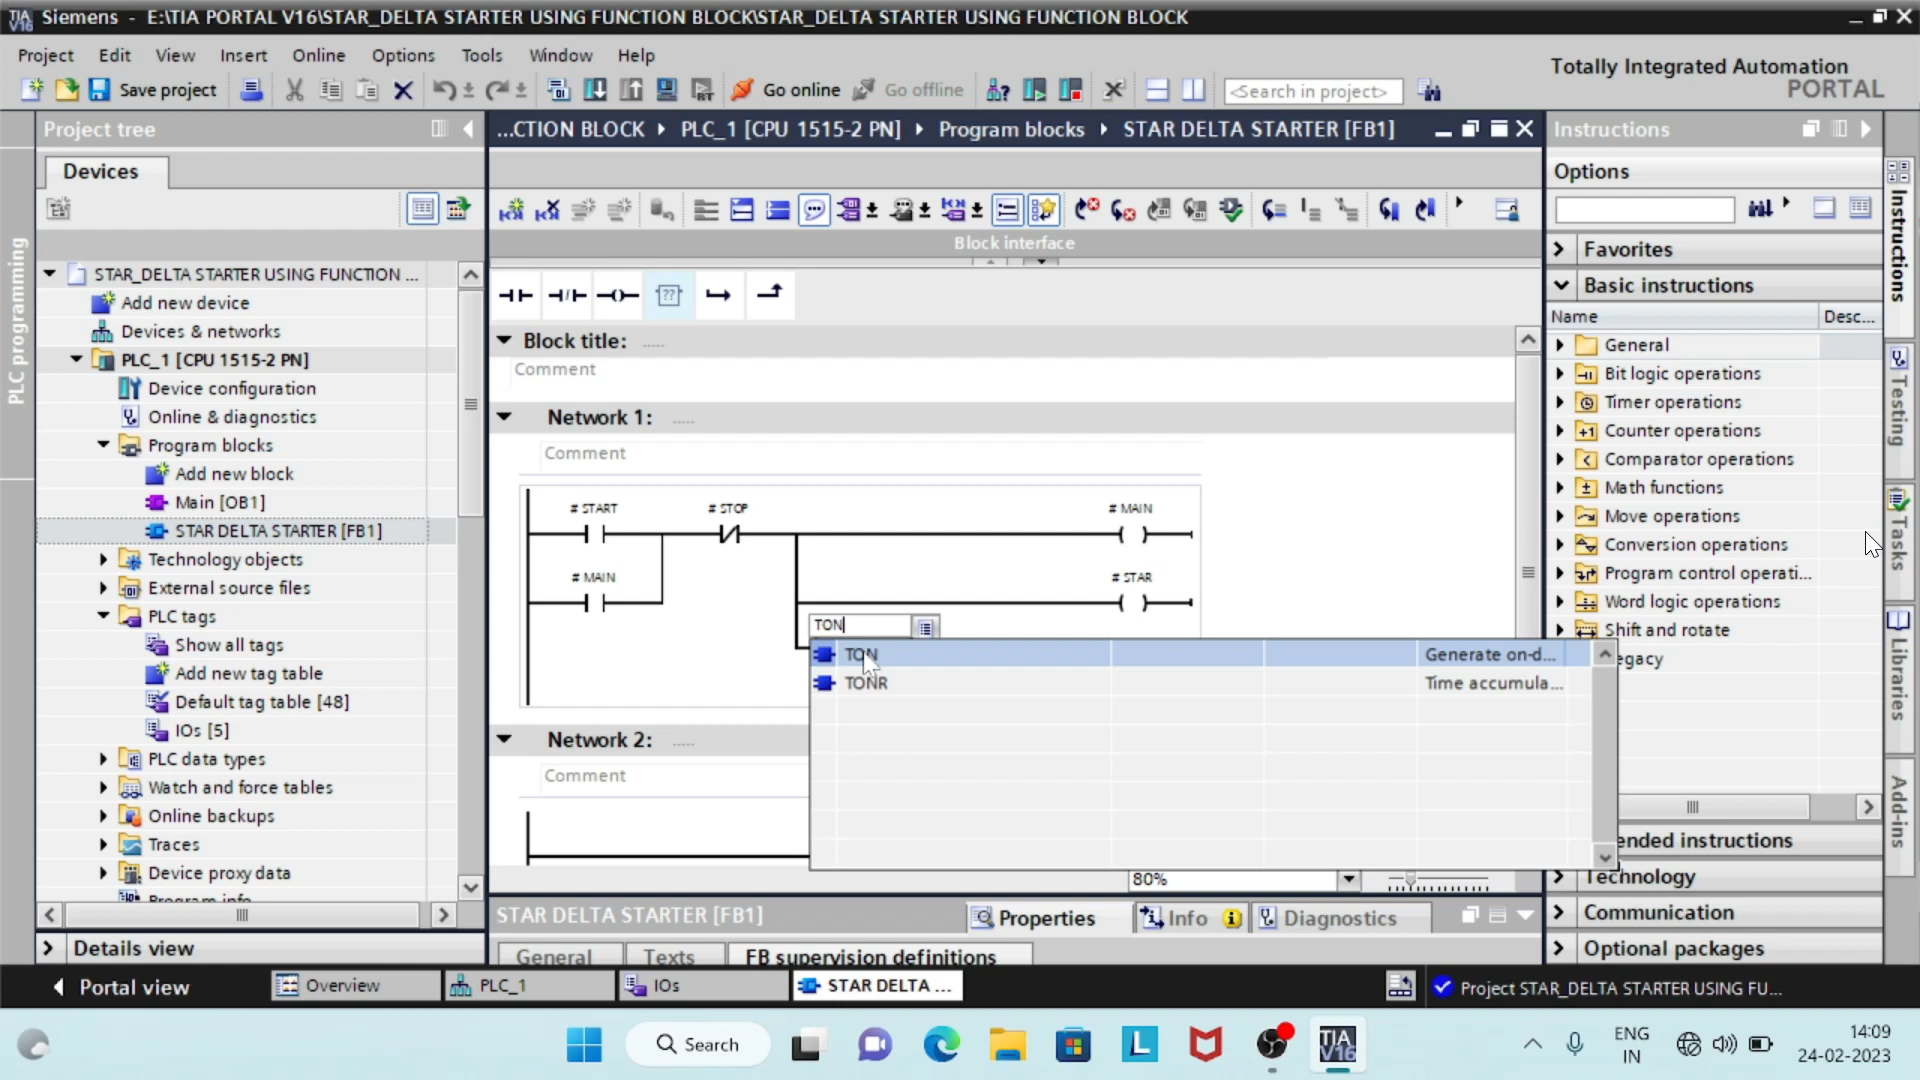 Siemens - E:\TIA PORTAL V16\STAR_DELTA STARTER USING FUNCTION BLOCK\STAR_DELTA STARTER USING FUNCTION BLOCK
Project Edit View Insert Online Options Tools Window Help
Totally Integrated Automation
PORTAL
Save project
Go online
Go offline
<Search in project>
Project tree
...CTION BLOCK PLC_1 [CPU 1515-2 PN] Program blocks STAR DELTA STARTER [FB1]
Instructions
Devices
Options
Block interface
PLC programming
STAR_DELTA STARTER USING FUNCTION ...
Add new device
Devices & networks
PLC_1 [CPU 1515-2 PN]
Device configuration
Online & diagnostics
Program blocks
Add new block
Main [OB1]
STAR DELTA STARTER [FB1]
Technology objects
External source files
PLC tags
Show all tags
Add new tag table
Default tag table [48]
IOs [5]
PLC data types
Watch and force tables
Online backups
Traces
Device proxy data
Program info
Details view
??
Block title: .....
Comment
Network 1: .....
Comment
# START
# STOP
# MAIN
# MAIN
# STAR
TON
TON Generate on-d...
TONR Time accumula...
Network 2: .....
Comment
80%
STAR DELTA STARTER [FB1]
Properties
Info
Diagnostics
General
Texts
FB supervision definitions
Favorites
Basic instructions
Name Desc...
General
Bit logic operations
Timer operations
Counter operations
Comparator operations
Math functions
Move operations
Conversion operations
Program control operati...
Word logic operations
Shift and rotate
egacy
ended instructions
Technology
Communication
Optional packages
Instructions
Testing
Tasks
Libraries
Add-ins
Portal view
Overview
PLC_1
IOs
STAR DELTA ...
Project STAR_DELTA STARTER USING FU...
Search
L
TIA
V16
ENG
IN
14:09
24-02-2023